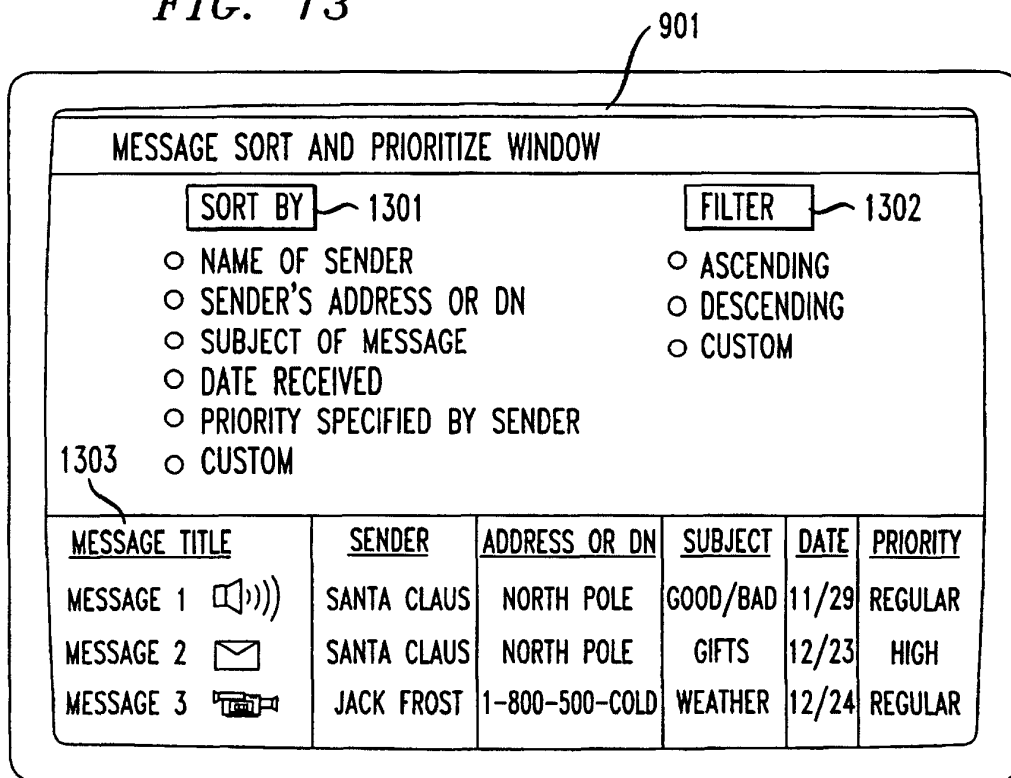 FIG. 13
901
MESSAGE SORT AND PRIORITIZE WINDOW
SORT BY 1301 FILTER 1302
NAME OF SENDER ASCENDING
SENDER'S ADDRESS OR DN DESCENDING
SUBJECT OF MESSAGE CUSTOM
DATE RECEIVED
PRIORITY SPECIFIED BY SENDER
1303 CUSTOM
MESSAGE TITLE SENDER ADDRESS OR DN SUBJECT DATE PRIORITY
MESSAGE 1 SANTA CLAUS NORTH POLE GOOD/BAD 11/29 REGULAR
MESSAGE 2 SANTA CLAUS NORTH POLE GIFTS 12/23 HIGH
MESSAGE 3 JACK FROST 1-800-500-COLD WEATHER 12/24 REGULAR